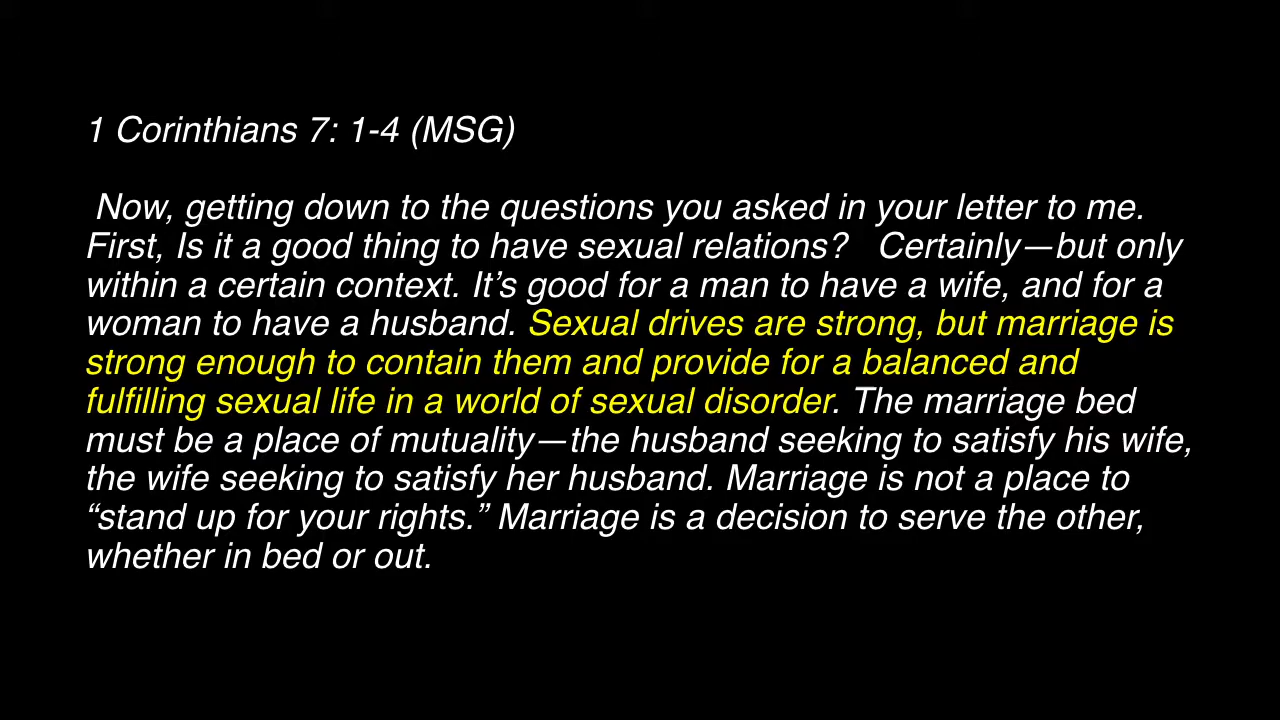 1 Corinthians 7: 1-4 (MSG)
Now, getting down to the questions you asked in your letter to me.
First, Is it a good thing to have sexual relations?   Certainly—but only
within a certain context. It’s good for a man to have a wife, and for a
woman to have a husband. Sexual drives are strong, but marriage is
strong enough to contain them and provide for a balanced and
fulfilling sexual life in a world of sexual disorder. The marriage bed
must be a place of mutuality—the husband seeking to satisfy his wife,
the wife seeking to satisfy her husband. Marriage is not a place to
“stand up for your rights.” Marriage is a decision to serve the other,
whether in bed or out.